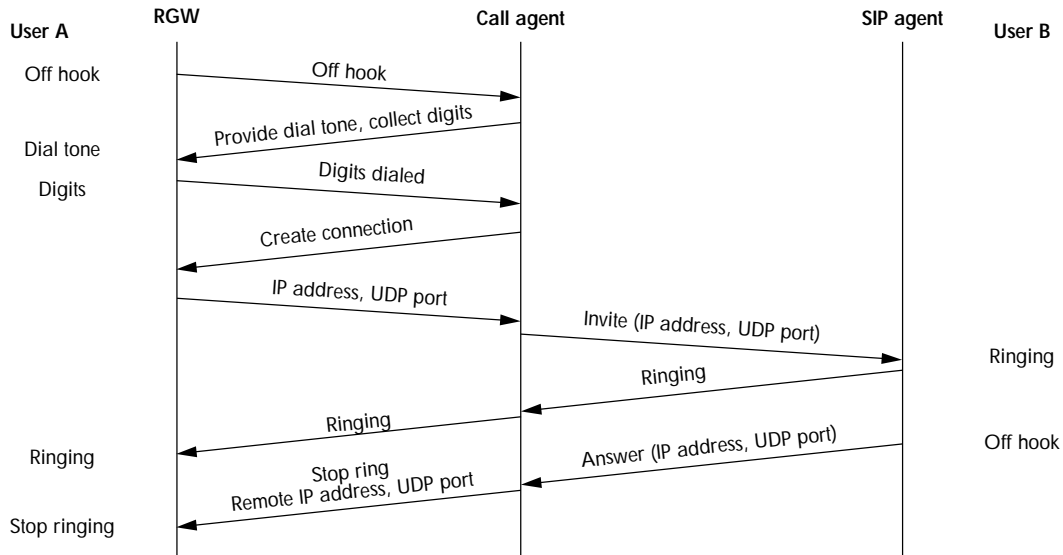 RGW
Call agent
SIP agent
User A
User B
Off hook
Off hook
Provide dial tone, collect digits
Dial tone
Digits dialed
Digits
Create connection
IP address, UDP port
Invite (IP address, UDP port)
Ringing
Ringing
Ringing
Ringing
Off hook
Answer (IP address, UDP port)
Stop ring
Remote IP address, UDP port
Stop ringing